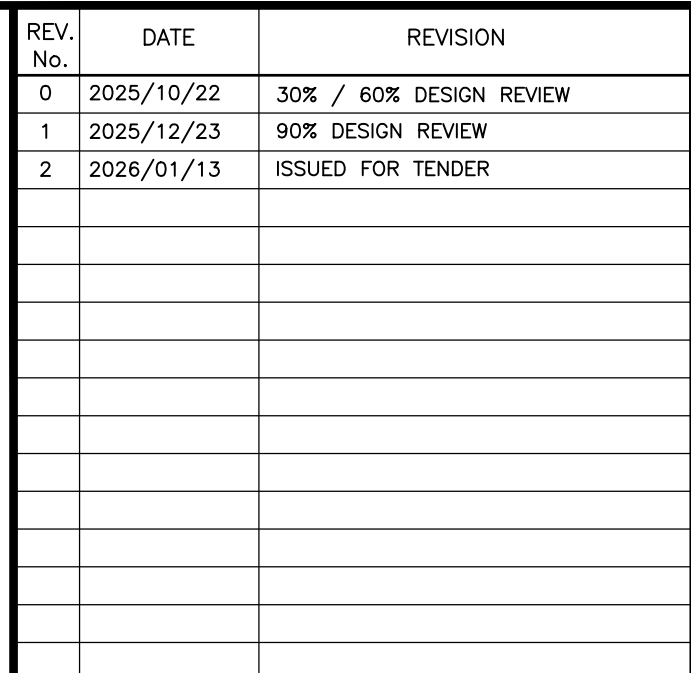 REV. No. DATE REVISION
0 2025/10/22 30% / 60% DESIGN REVIEW
1 2025/12/23 90% DESIGN REVIEW
2 2026/01/13 ISSUED FOR TENDER